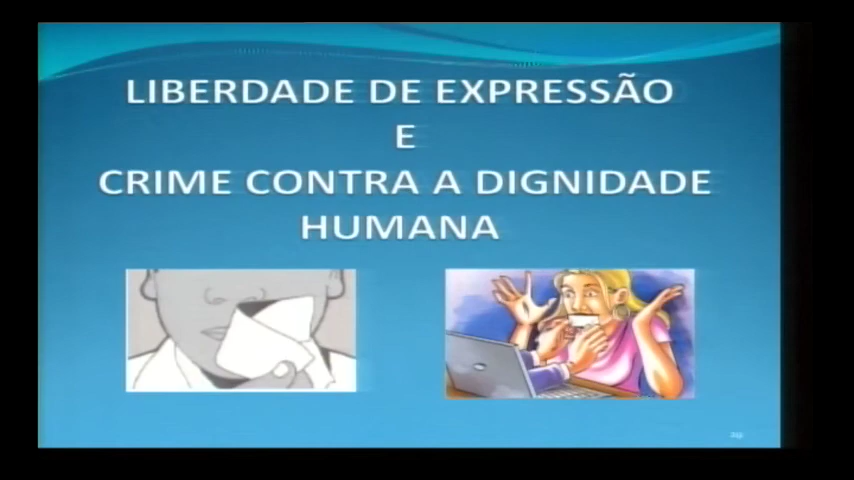 LIBERDADE DE EXPRESSÃO
E
CRIME CONTRA A DIGNIDADE
HUMANA